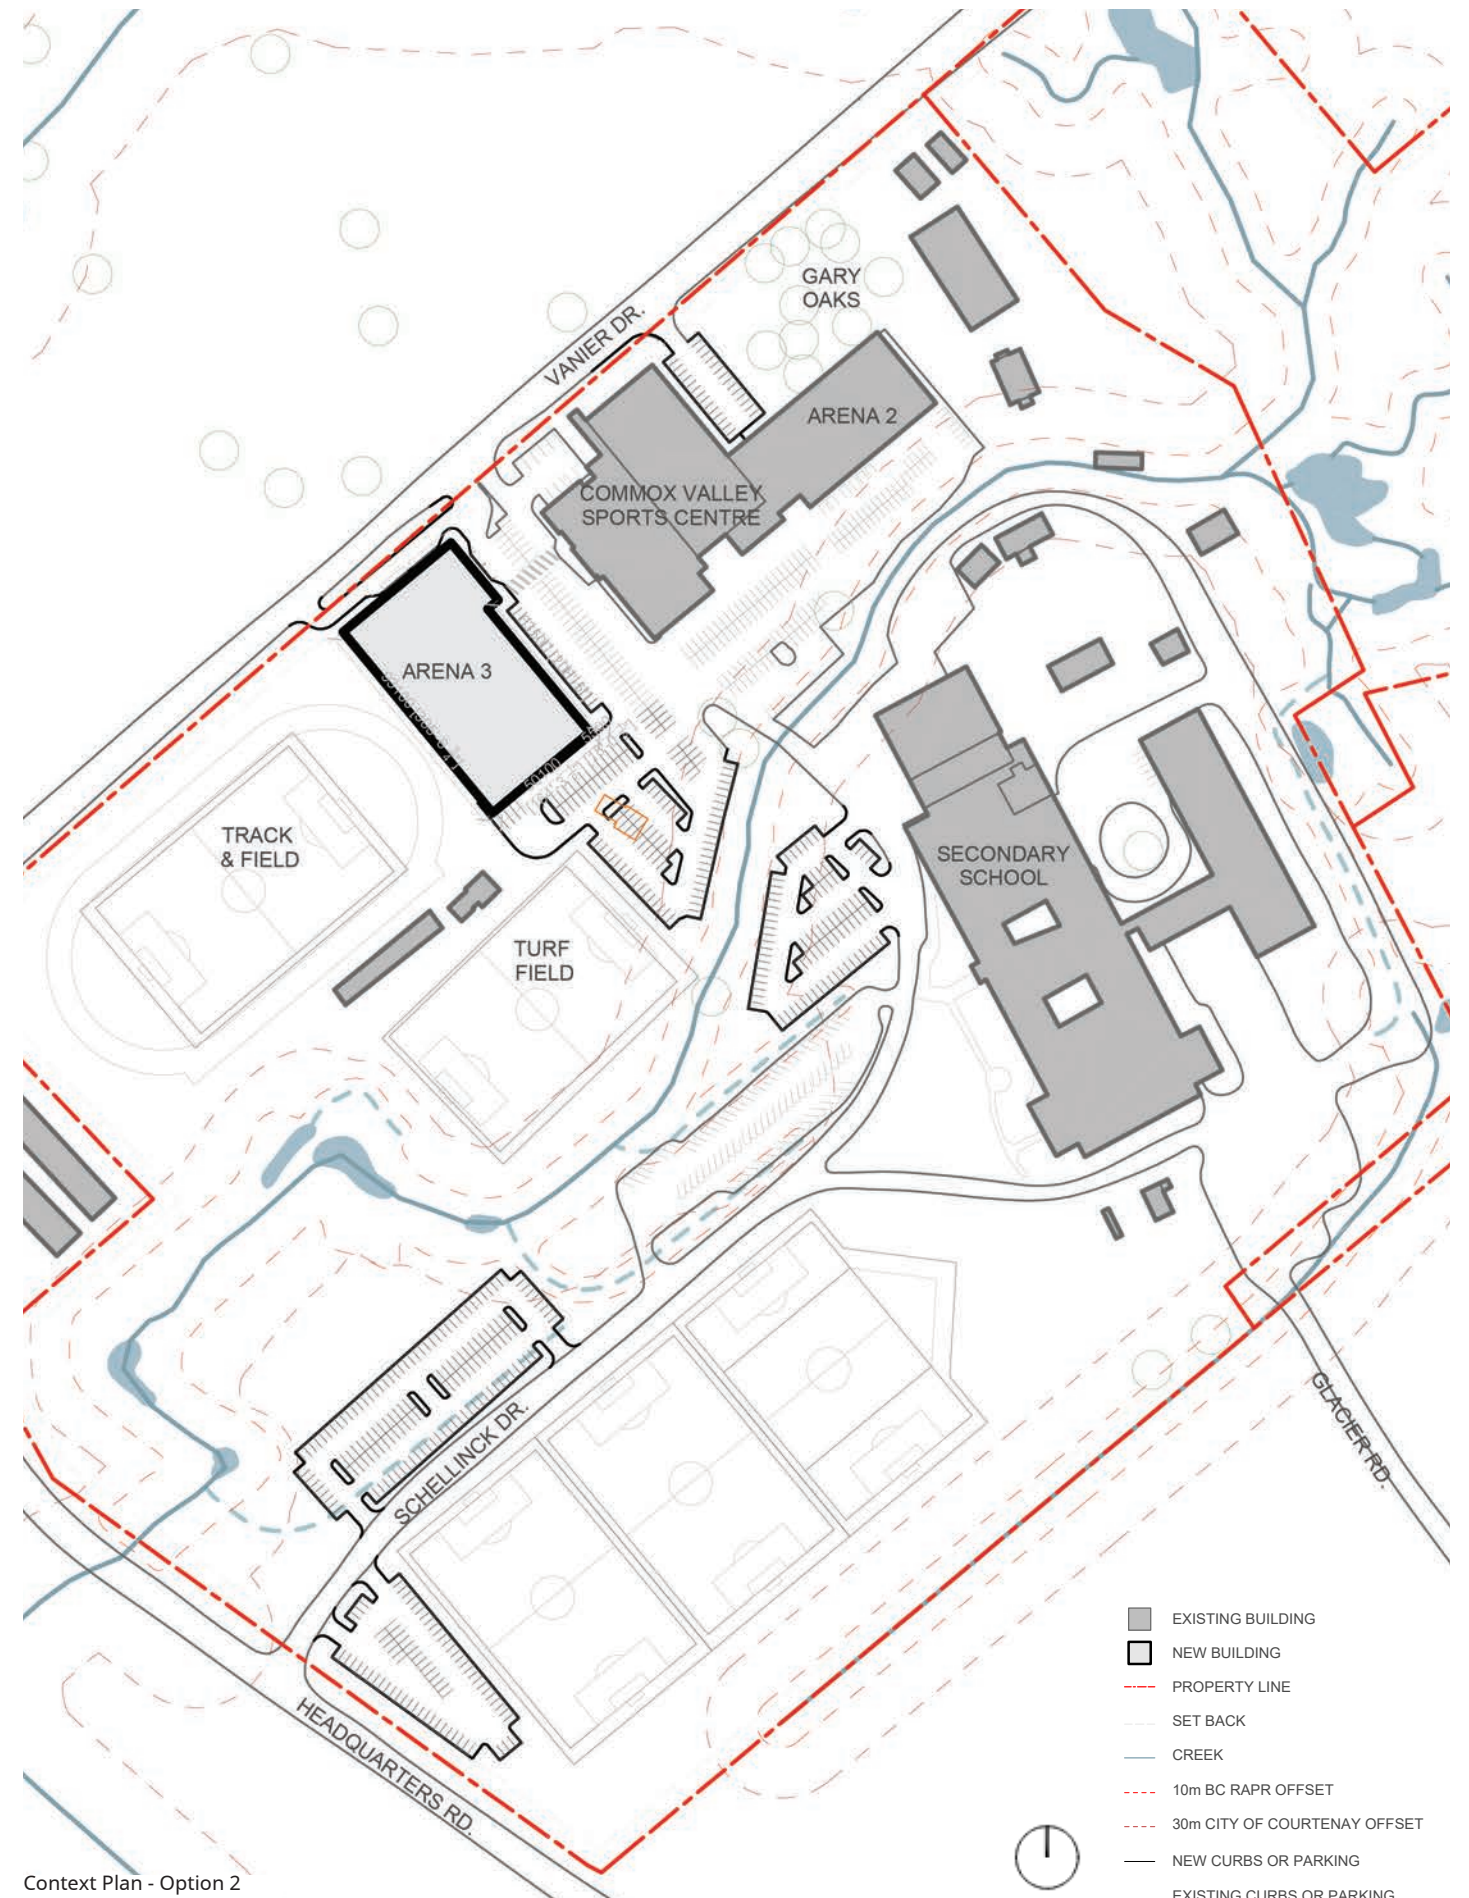 GARY
OAKS
VANIER DR.
ARENA 2
COMMOX VALLEY
SPORTS CENTRE
ARENA 3
50100
TRACK
& FIELD
SECONDARY
SCHOOL
TURF
FIELD
SCHELLINCK DR.
GLACIER RD.
HEADQUARTERS RD.
EXISTING BUILDING
NEW BUILDING
PROPERTY LINE
SET BACK
CREEK
10m BC RAPR OFFSET
30m CITY OF COURTENAY OFFSET
NEW CURBS OR PARKING
EXISTING CURBS OR PARKING
Context Plan - Option 2